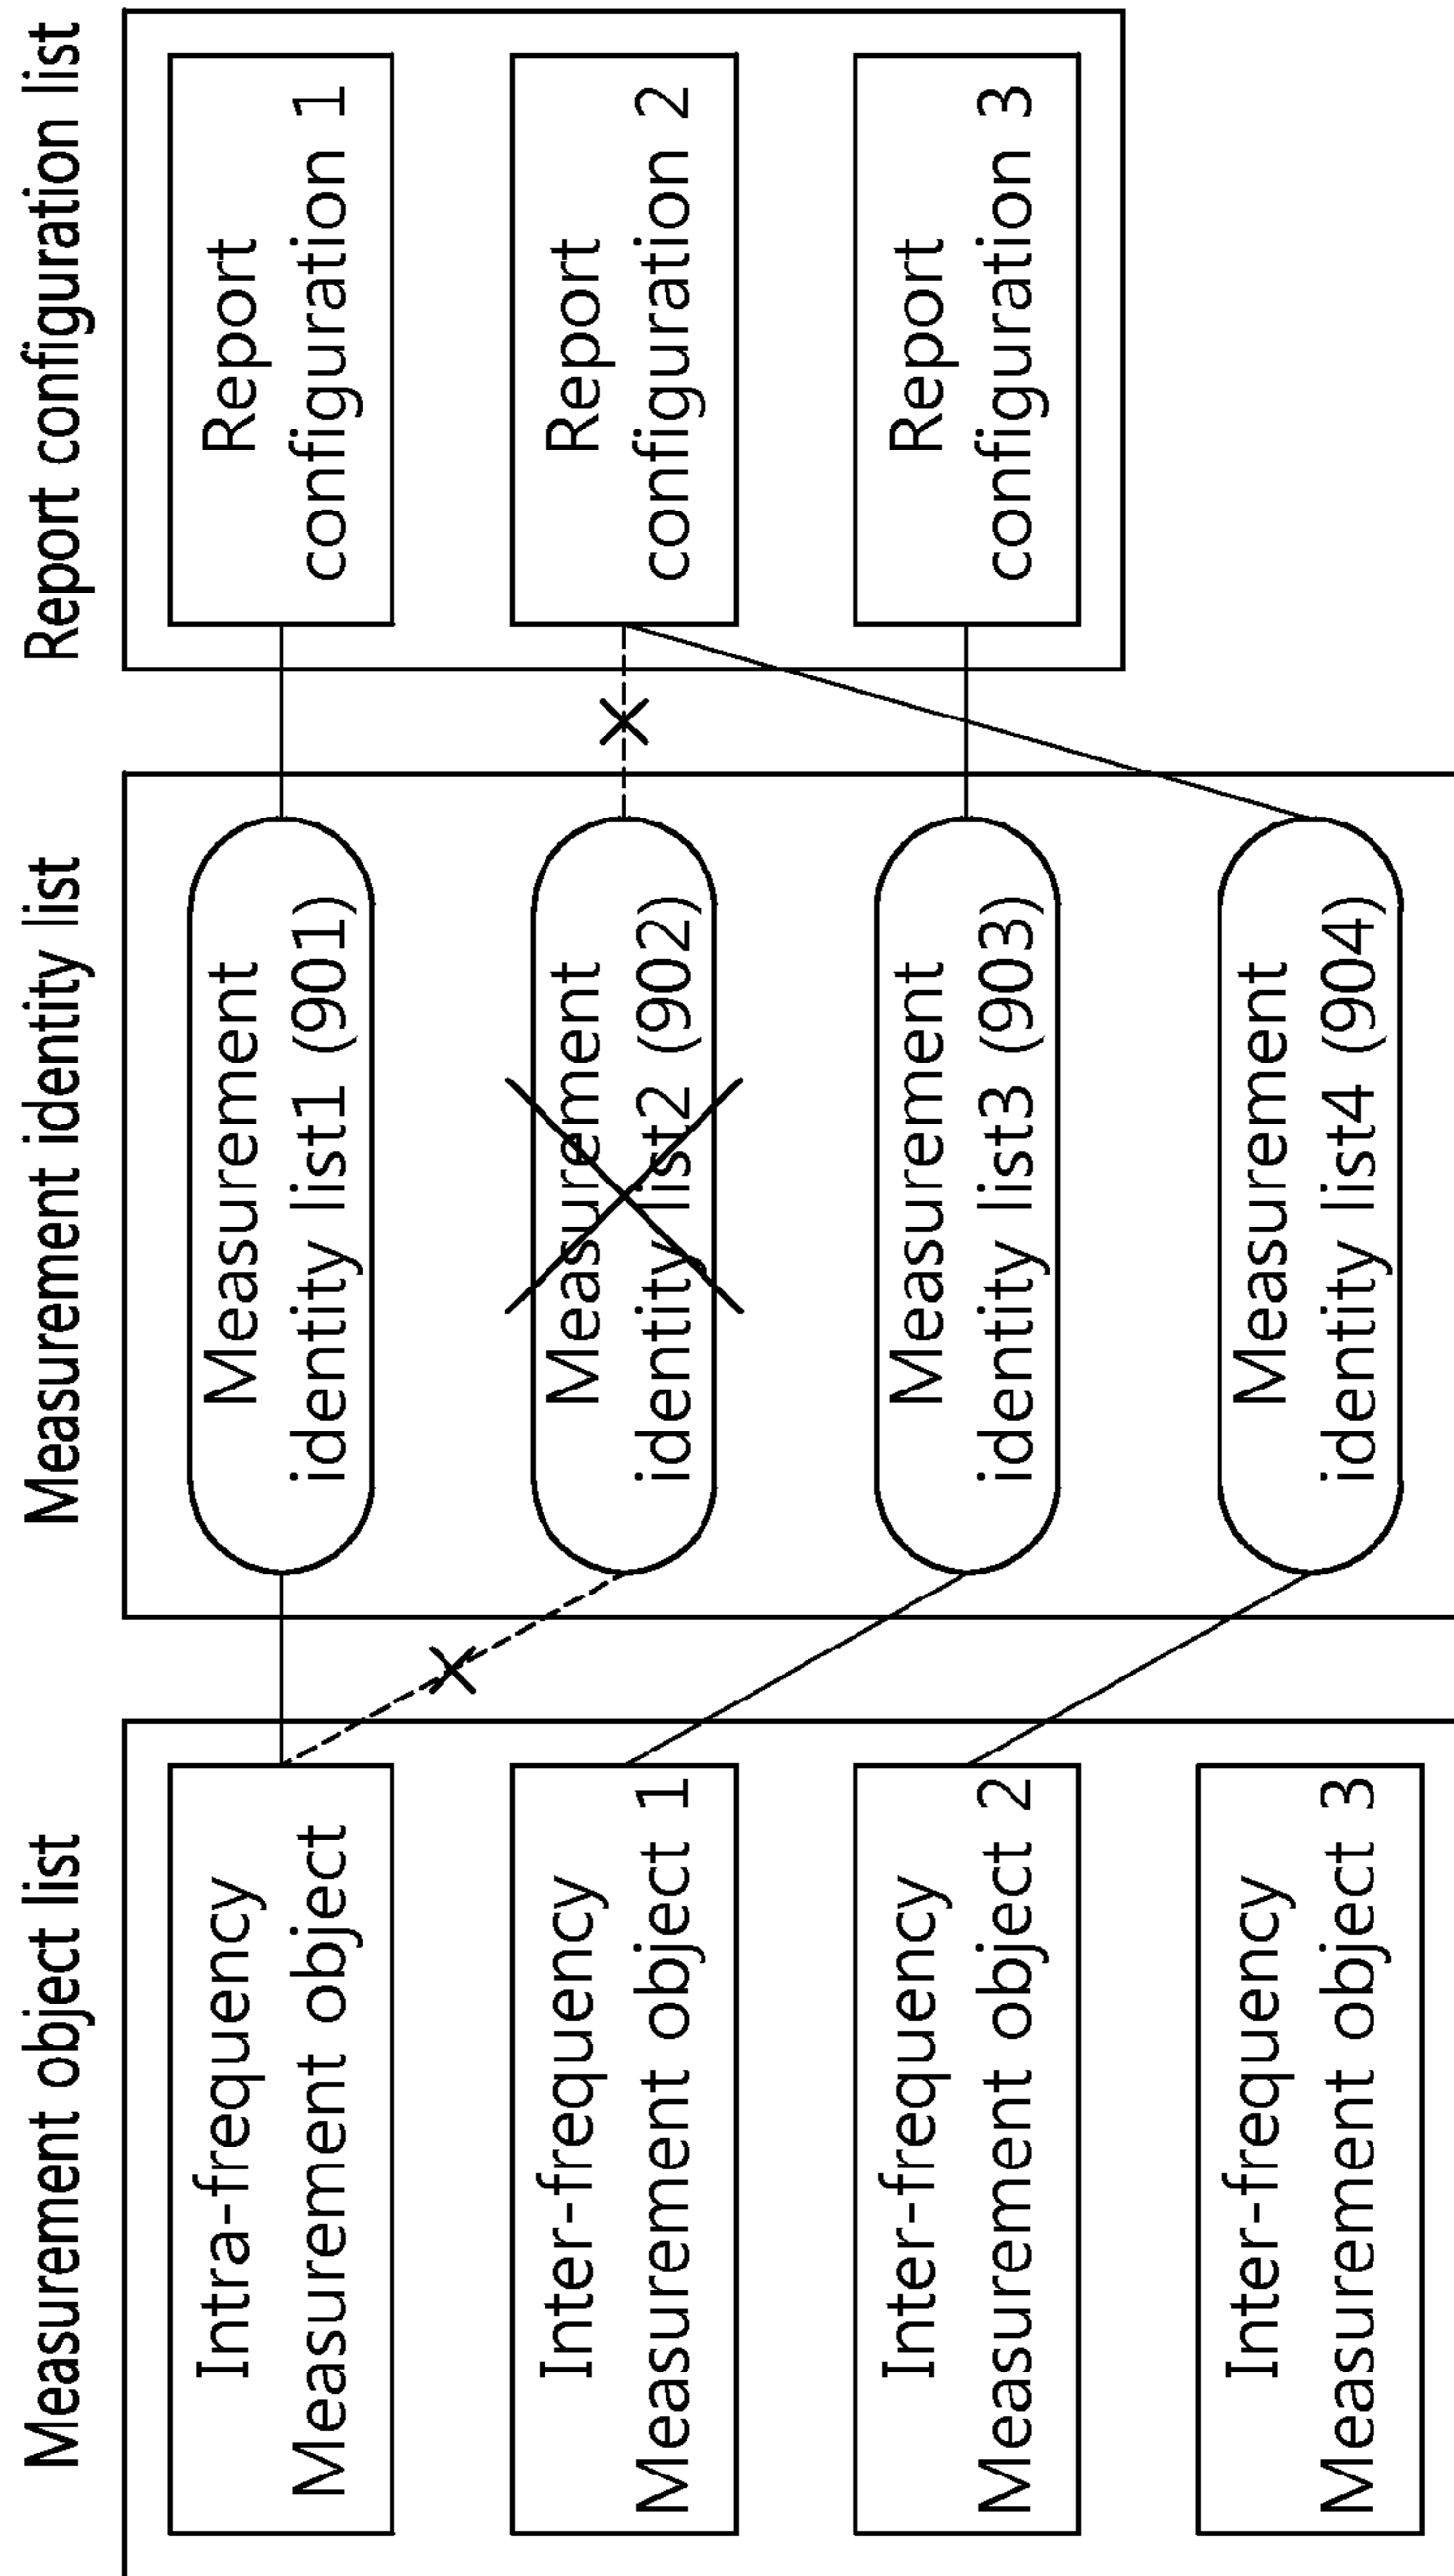 Measurement object list
Intra-frequency
Measurement object
Inter-frequency
Measurement object 1
Inter-frequency
Measurement object 2
Inter-frequency
Measurement object 3
Measurement identity list
Measurement
identity list1 (901)
Measurement
identity list2 (902)
Measurement
identity list3 (903)
Measurement
identity list4 (904)
Report configuration list
Report
configuration 1
Report
configuration 2
Report
configuration 3